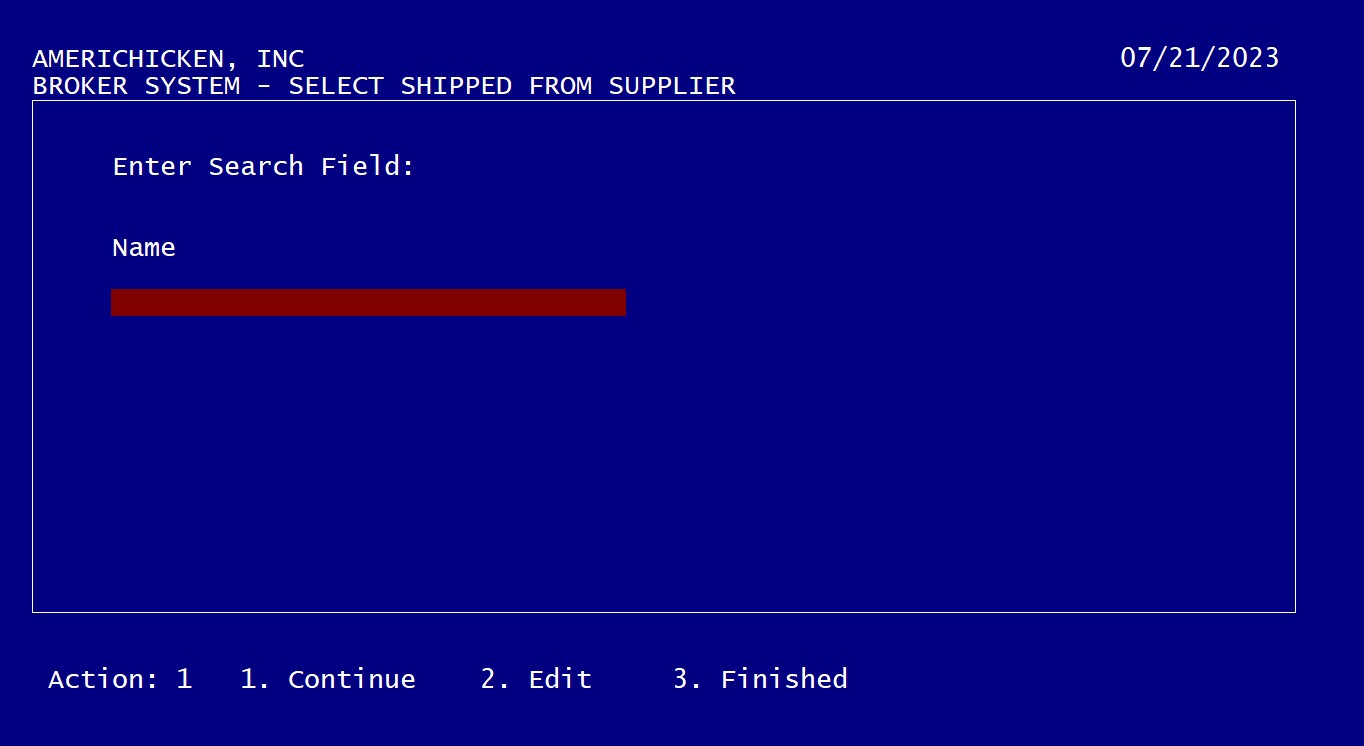 AMERICHICKEN, INC 07/21/2023
BROKER SYSTEM - SELECT SHIPPED FROM SUPPLIER
Enter Search Field:
Name
Action: 1 1. Continue 2. Edit 3. Finished